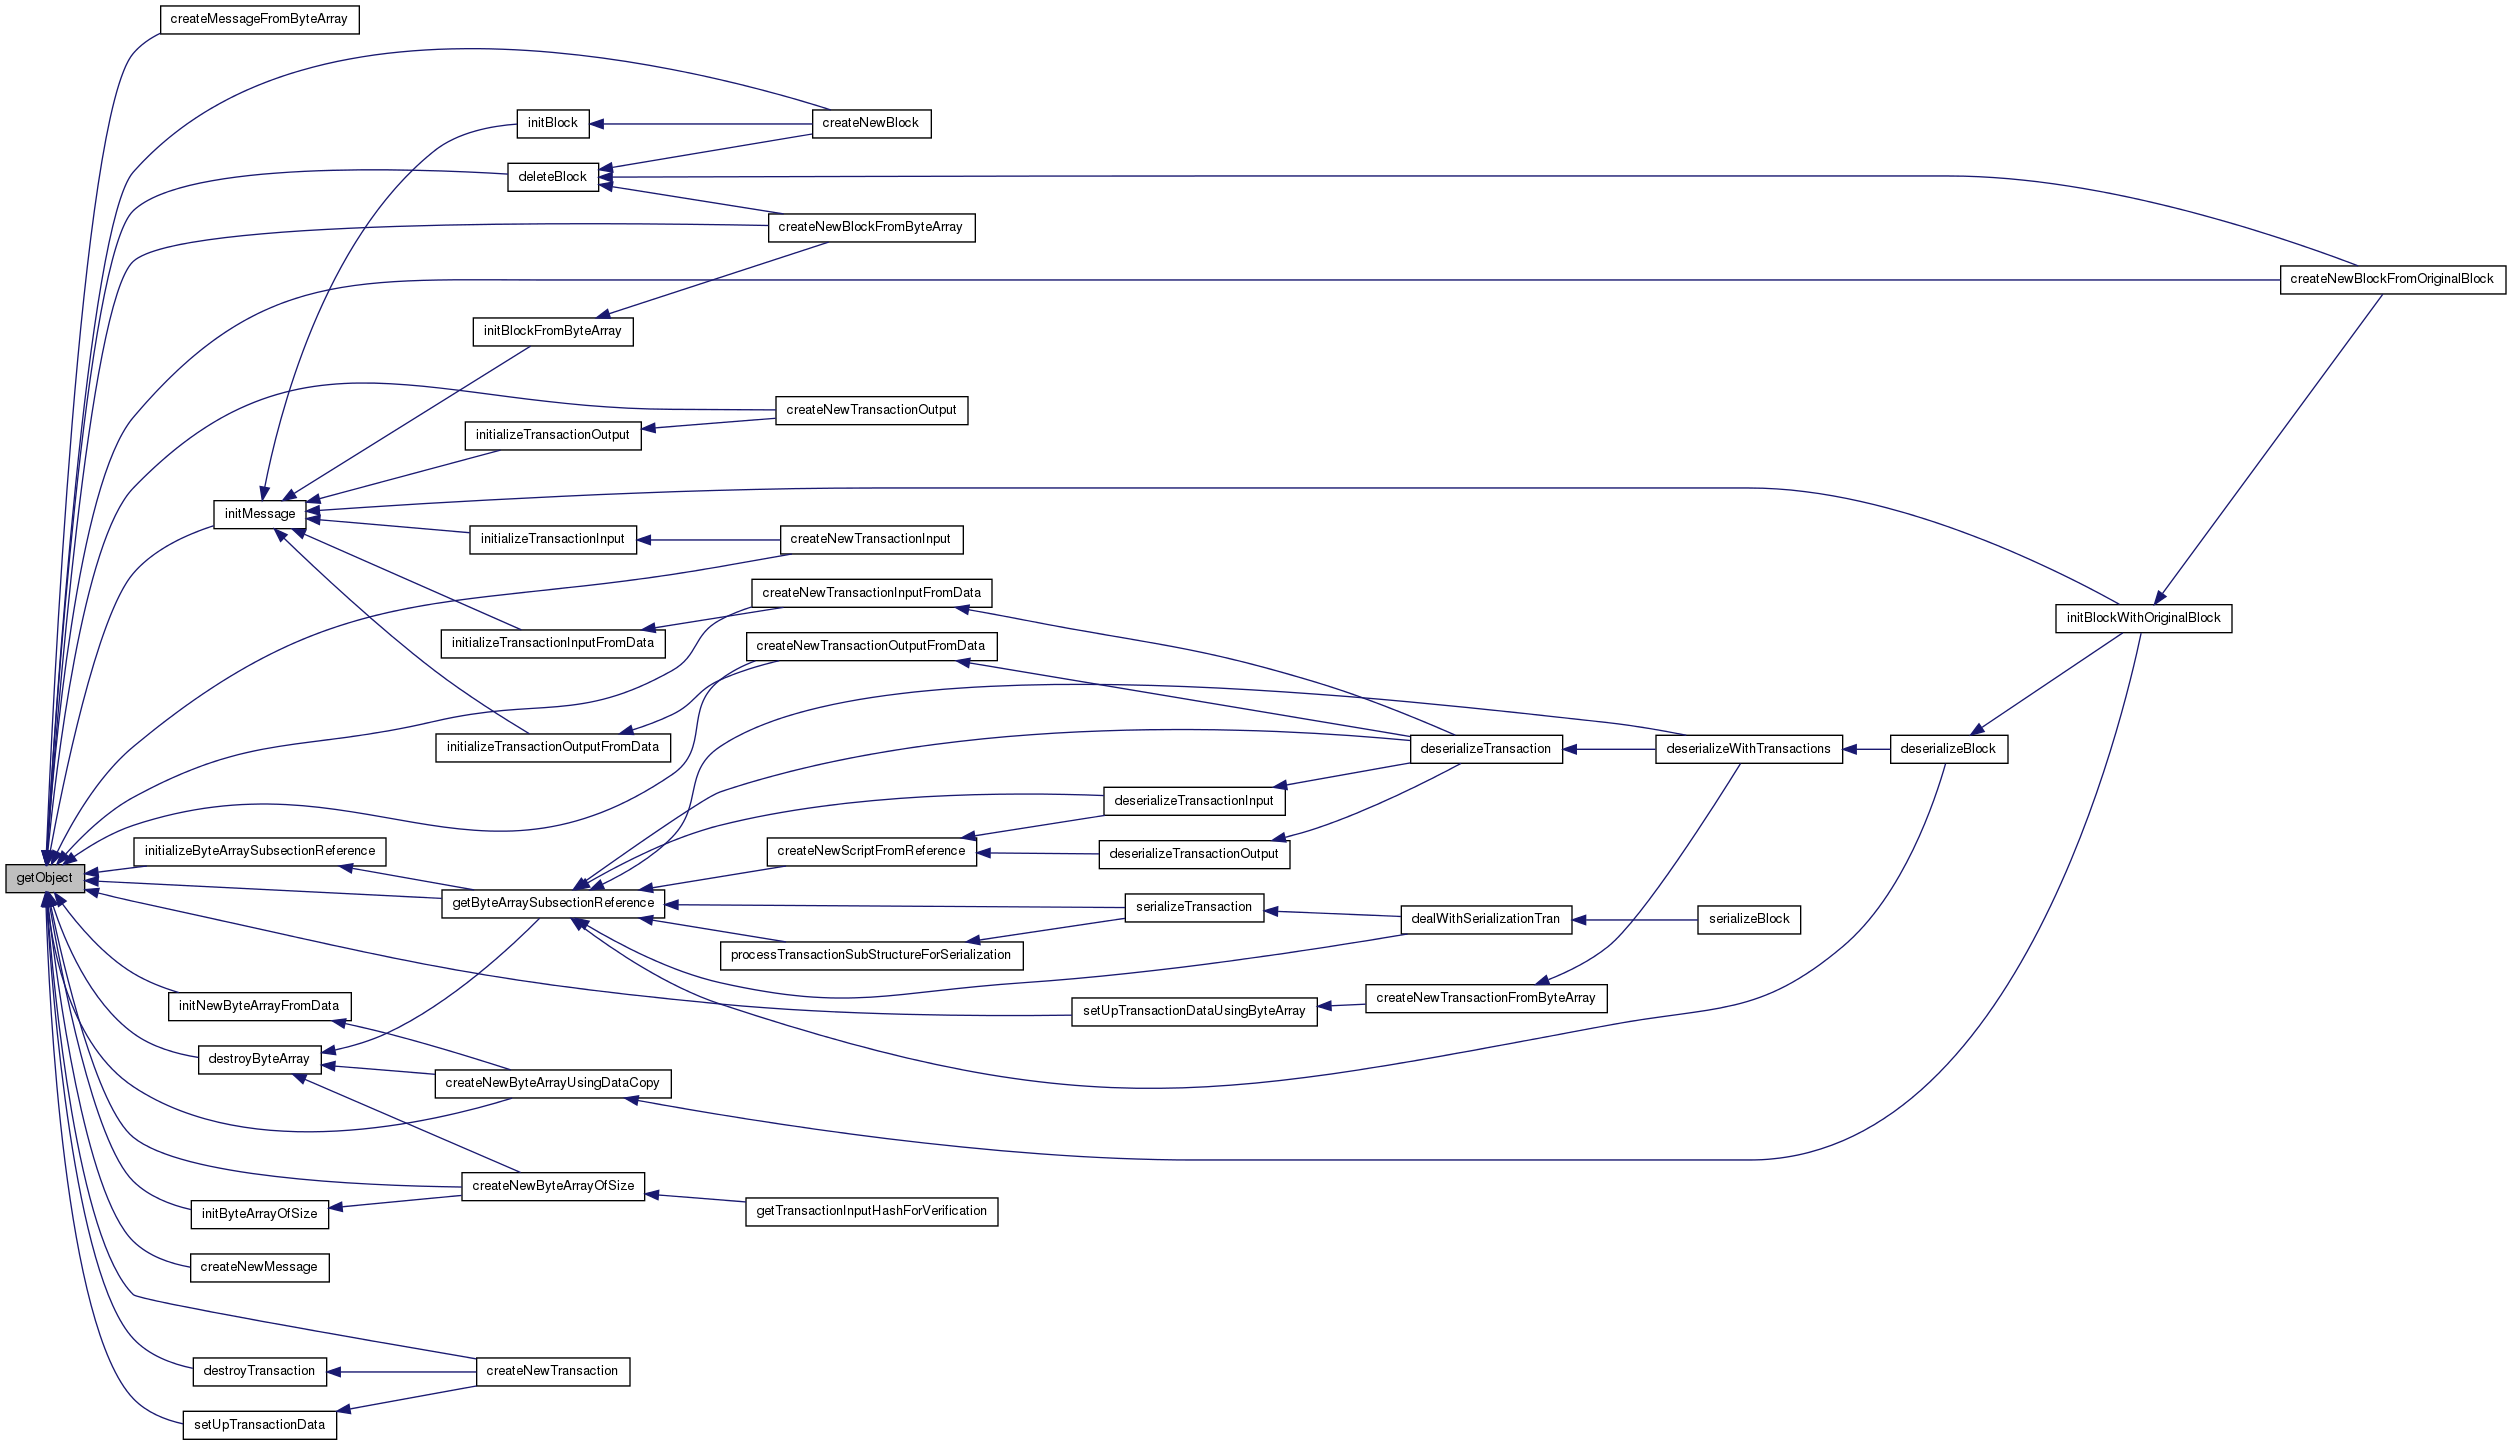 createMessageFromByteArray
initBlock
createNewBlock
deleteBlock
createNewBlockFromByteArray
createNewBlockFromOriginalBlock
initBlockFromByteArray
createNewTransactionOutput
initializeTransactionOutput
initMessage
initializeTransactionInput
createNewTransactionInput
createNewTransactionInputFromData
initBlockWithOriginalBlock
initializeTransactionInputFromData
createNewTransactionOutputFromData
initializeTransactionOutputFromData
deserializeTransaction
deserializeWithTransactions
deserializeBlock
deserializeTransactionInput
initializeByteArraySubsectionReference
createNewScriptFromReference
deserializeTransactionOutput
getObject
getByteArraySubsectionReference
serializeTransaction
dealWithSerializationTran
serializeBlock
processTransactionSubStructureForSerialization
initNewByteArrayFromData
setUpTransactionDataUsingByteArray
createNewTransactionFromByteArray
destroyByteArray
createNewByteArrayUsingDataCopy
createNewByteArrayOfSize
initByteArrayOfSize
getTransactionInputHashForVerification
createNewMessage
destroyTransaction
createNewTransaction
setUpTransactionData